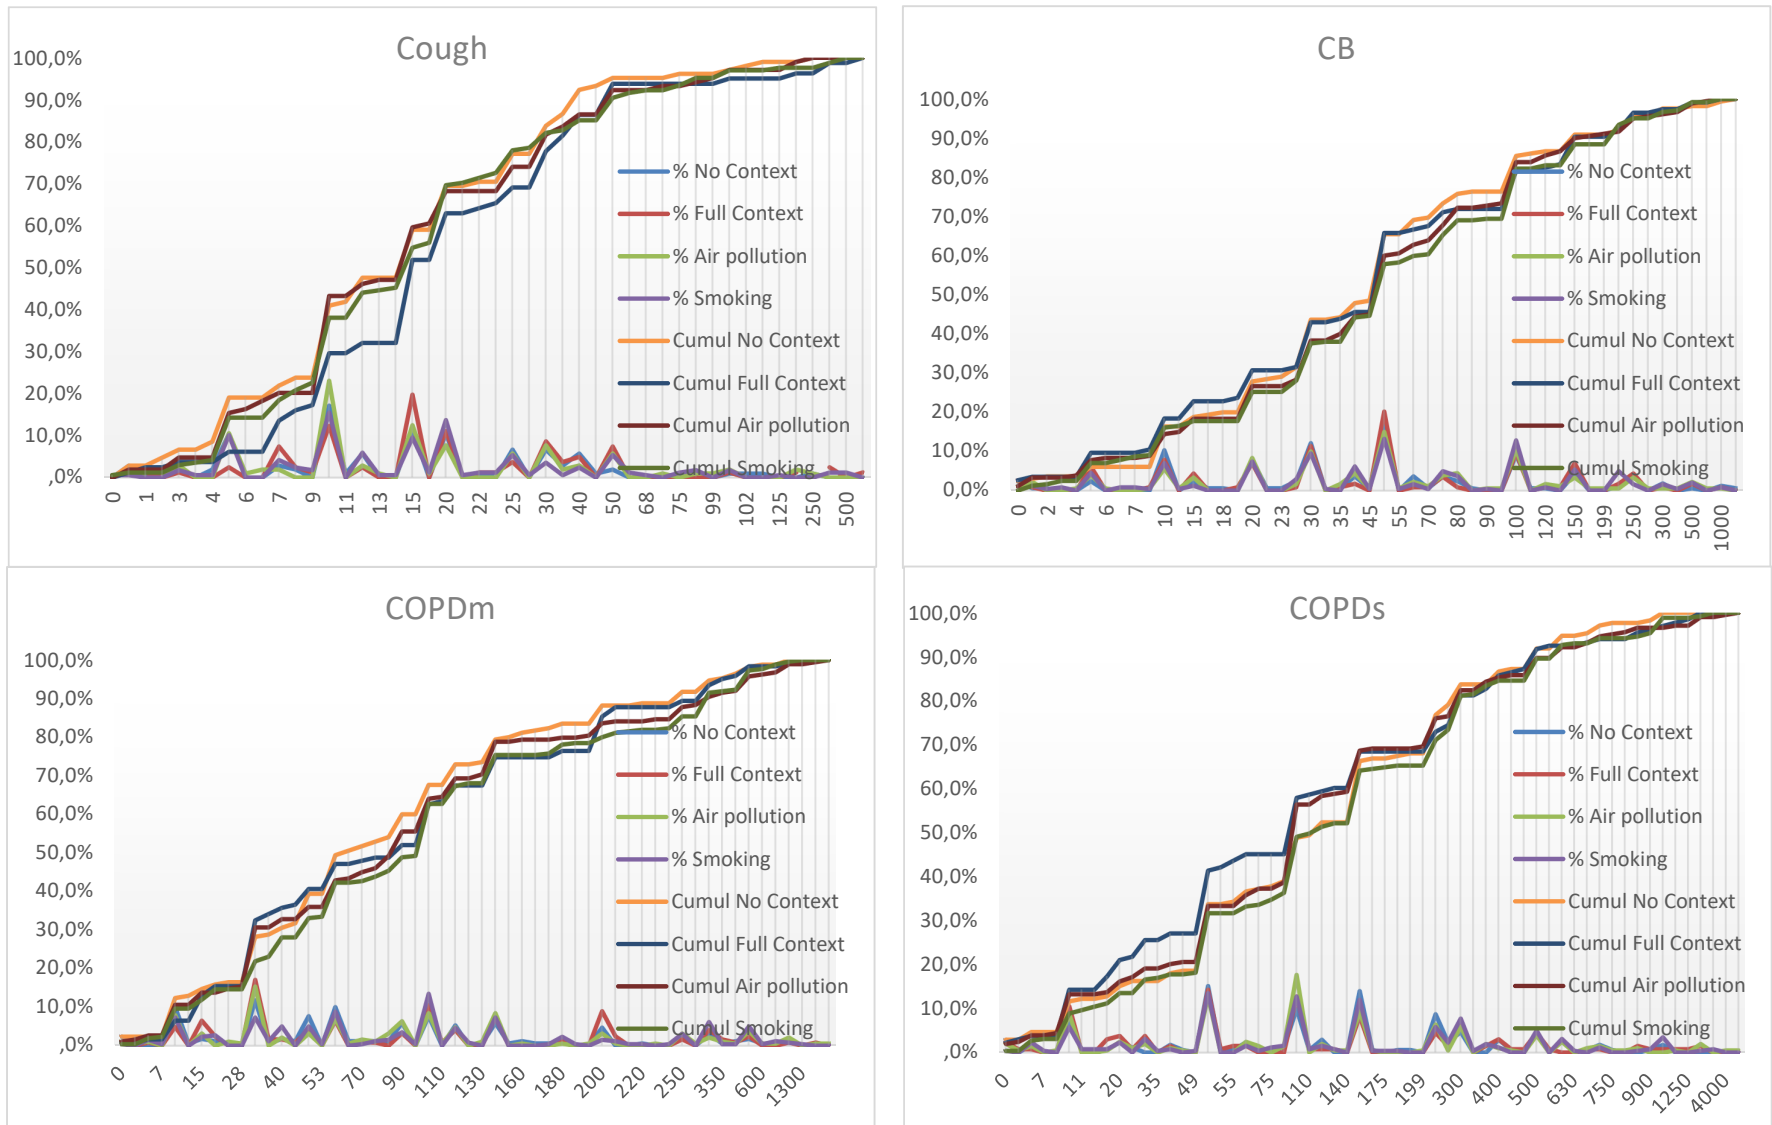 Cough
100,0%
90,0%
80,0%
70,0%
60,0%
50,0%
40,0%
30,0%
20,0%
10,0%
,0%
% No Context
% Full Context
% Air pollution
% Smoking
Cumul No Context
Cumul Full Context
Cumul Air pollution
Cumul Smoking
0 1 3 4 6 7 9 11 13 15 20 22 25 30 40 50 68 75 95 102 125 250 500
CB
100,0%
90,0%
80,0%
70,0%
60,0%
50,0%
40,0%
30,0%
20,0%
10,0%
0,0%
% No Context
% Full Context
% Air pollution
% Smoking
Cumul No Context
Cumul Full Context
Cumul Air pollution
Cumul Smoking
0 2 4 6 7 10 15 18 20 23 30 35 45 55 70 80 90 100 120 150 199 250 300 500 1000
COPDm
100,0%
90,0%
80,0%
70,0%
60,0%
50,0%
40,0%
30,0%
20,0%
10,0%
,0%
% No Context
% Full Context
% Air pollution
% Smoking
Cumul No Context
Cumul Full Context
Cumul Air pollution
Cumul Smoking
0 7 15 28 40 53 70 90 110 130 160 180 200 220 250 350 600 1300
COPDs
100,0%
90,0%
80,0%
70,0%
60,0%
50,0%
40,0%
30,0%
20,0%
10,0%
,0%
% No Context
% Full Context
% Air pollution
% Smoking
Cumul No Context
Cumul Full Context
Cumul Air pollution
Cumul Smoking
0 7 11 20 35 49 55 75 110 140 175 199 300 400 500 630 750 900 1250 4000